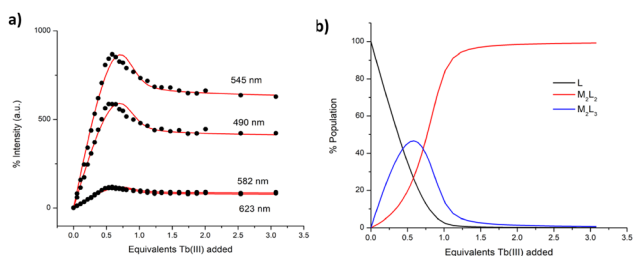 a)
% Intensity (a.u.)
1000
500
0
545 nm
490 nm
582 nm
623 nm
0.0 0.5 1.0 1.5 2.0 2.5 3.0 3.5
Equivalents Tb(III) added
b)
% Population
100
80
60
40
20
0
L
M₂L₂
M₂L₃
0.0 0.5 1.0 1.5 2.0 2.5 3.0 3.5
Equivalents Tb(III) added